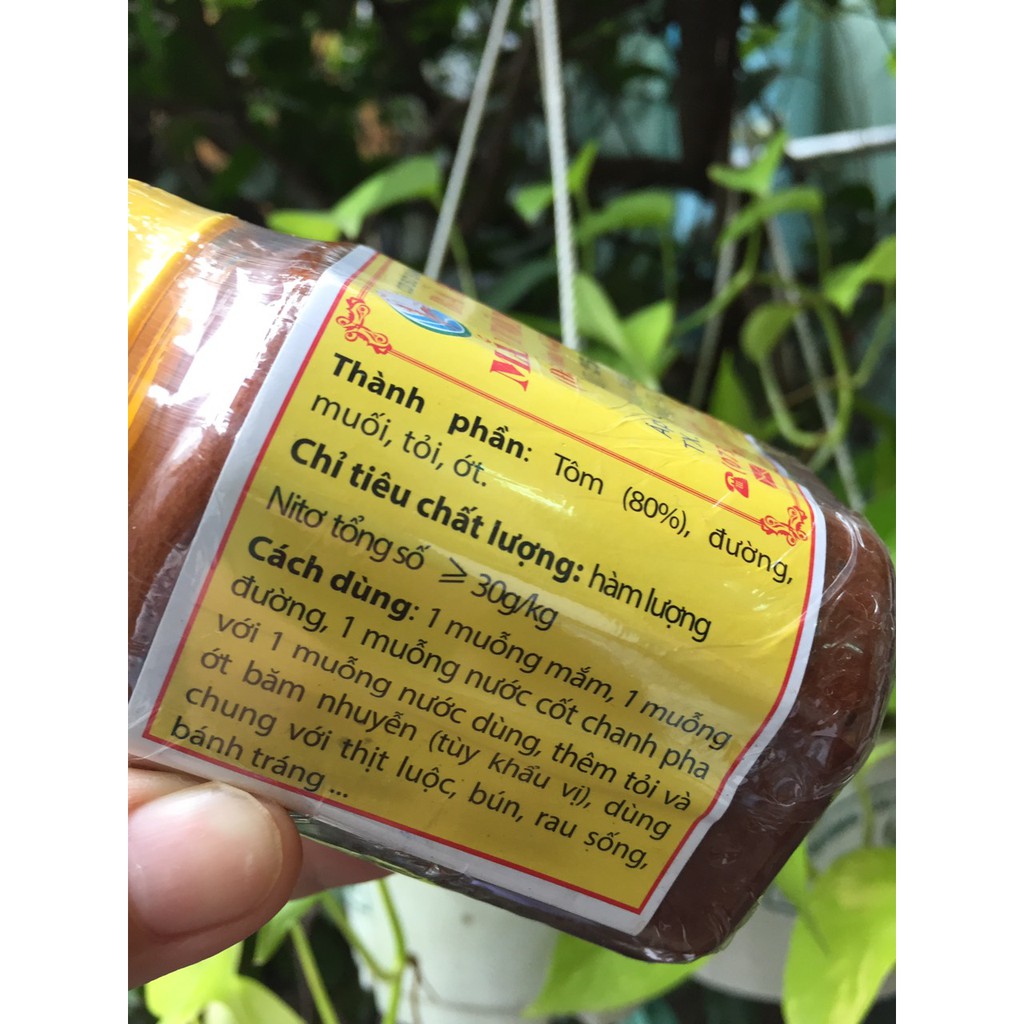 Thành phần: Tôm (80%), đường,
muối, tỏi, ớt.
Chỉ tiêu chất lượng: hàm lượng
Nitơ tổng số ≥ 30g/kg
Cách dùng: 1 muỗng mắm, 1 muỗng
đường, 1 muỗng nước cốt chanh pha
với 1 muỗng nước dùng, thêm tỏi và
ớt băm nhuyễn (tùy khẩu vị), dùng
chung với thịt luộc, bún, rau sống,
bánh tráng ...